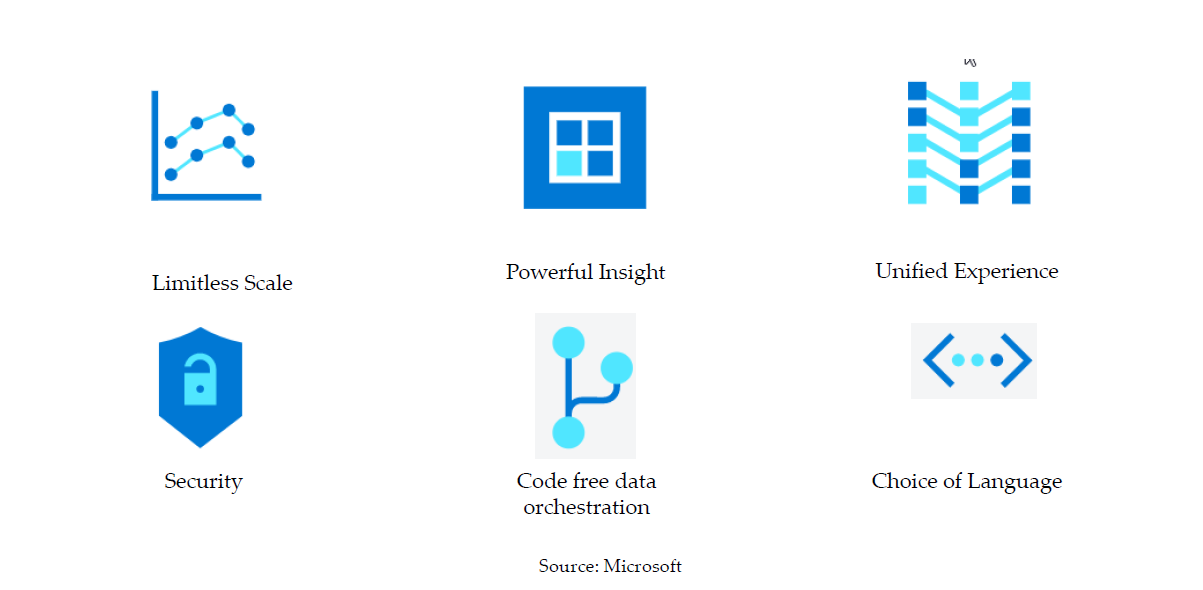 Limitless Scale
Powerful Insight
Unified Experience
Security
Code free data
orchestration
Choice of Language
Source: Microsoft